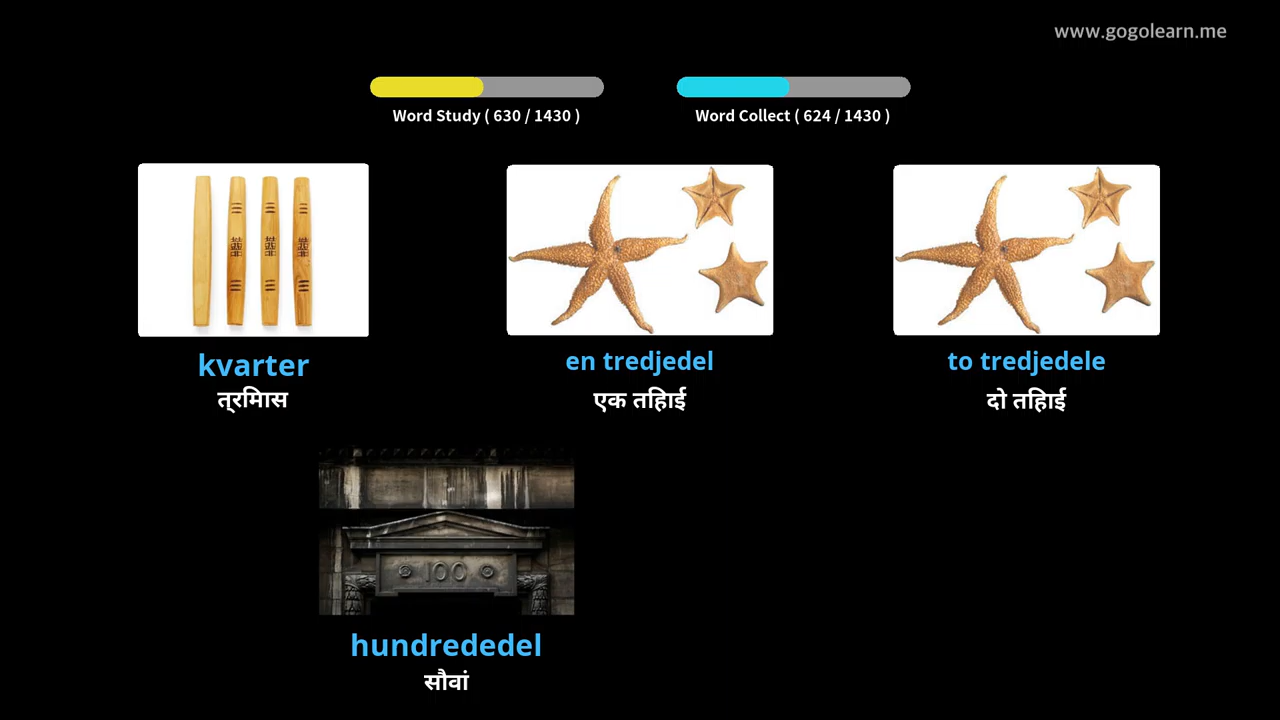 www.gogolearn.me
Word Study ( 630 / 1430 )
Word Collect ( 624 / 1430 )
kvarter
त्रमिास
en tredjedel
एक तहिाई
to tredjedele
दो तहिाई
100
hundrededel
सौवां